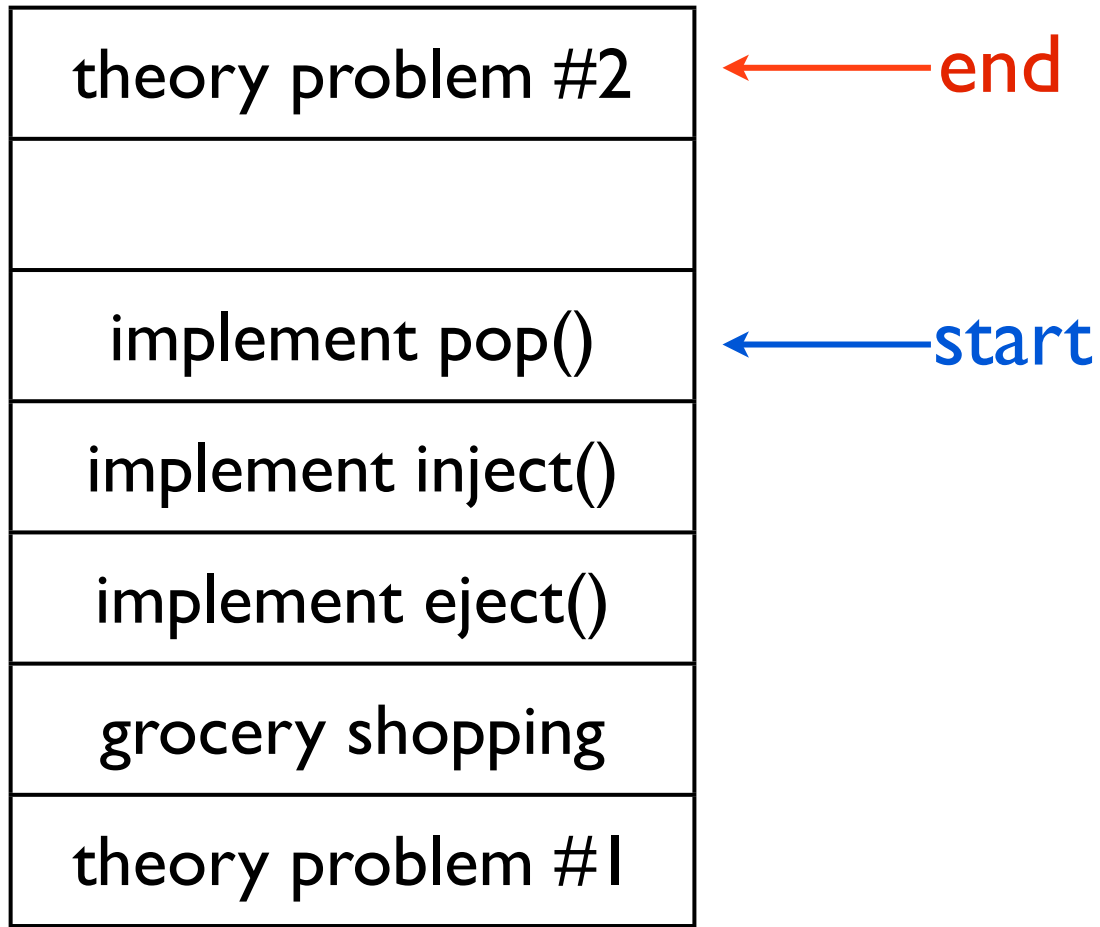 theory problem #2
end
implement pop()
start
implement inject()
implement eject()
grocery shopping
theory problem #1